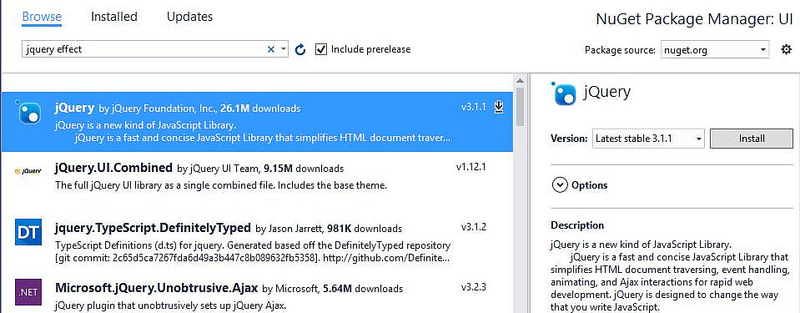 Browse Installed Updates
NuGet Package Manager: UI
jquery effect
Include prerelease
Package source: nuget.org
jQuery by jQuery Foundation, Inc., 26.1M downloads v3.1.1
jQuery is a new kind of JavaScript Library.
jQuery is a fast and concise JavaScript Library that simplifies HTML document traver...
jQuery
jQuery.UI.Combined by jQuery UI Team, 9.15M downloads v1.12.1
The full jQuery UI library as a single combined file. Includes the base theme.
DT
jquery.TypeScript.DefinitelyTyped by Jason Jarrett, 981K downloads v3.1.2
TypeScript Definitions (d.ts) for jquery. Generated based off the DefinitelyTyped repository
[git commit: 2c65d5ca7267fda6d49a3b447c8b089632fb5358]. http://github.com/Definite...
.NET
Microsoft.jQuery.Unobtrusive.Ajax by Microsoft, 5.64M downloads v3.2.3
jQuery plugin that unobtrusively sets up jQuery Ajax.
jQuery
Version: Latest stable 3.1.1 Install
Options
Description
jQuery is a new kind of JavaScript Library.
jQuery is a fast and concise JavaScript Library that
simplifies HTML document traversing, event handling,
animating, and Ajax interactions for rapid web
development. jQuery is designed to change the way
that you write JavaScript.